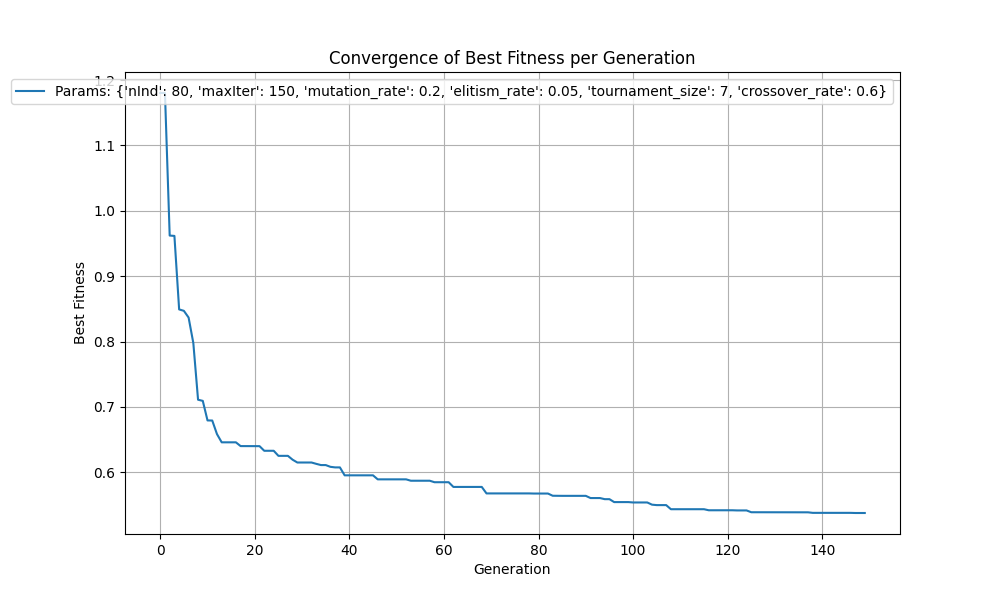 Convergence of Best Fitness per Generation
1.2
Params: {'nInd': 80, 'maxIter': 150, 'mutation_rate': 0.2, 'elitism_rate': 0.05, 'tournament_size': 7, 'crossover_rate': 0.6}
1.1
1.0
0.9
0.8
0.7
0.6
Best Fitness
0 20 40 60 80 100 120 140
Generation